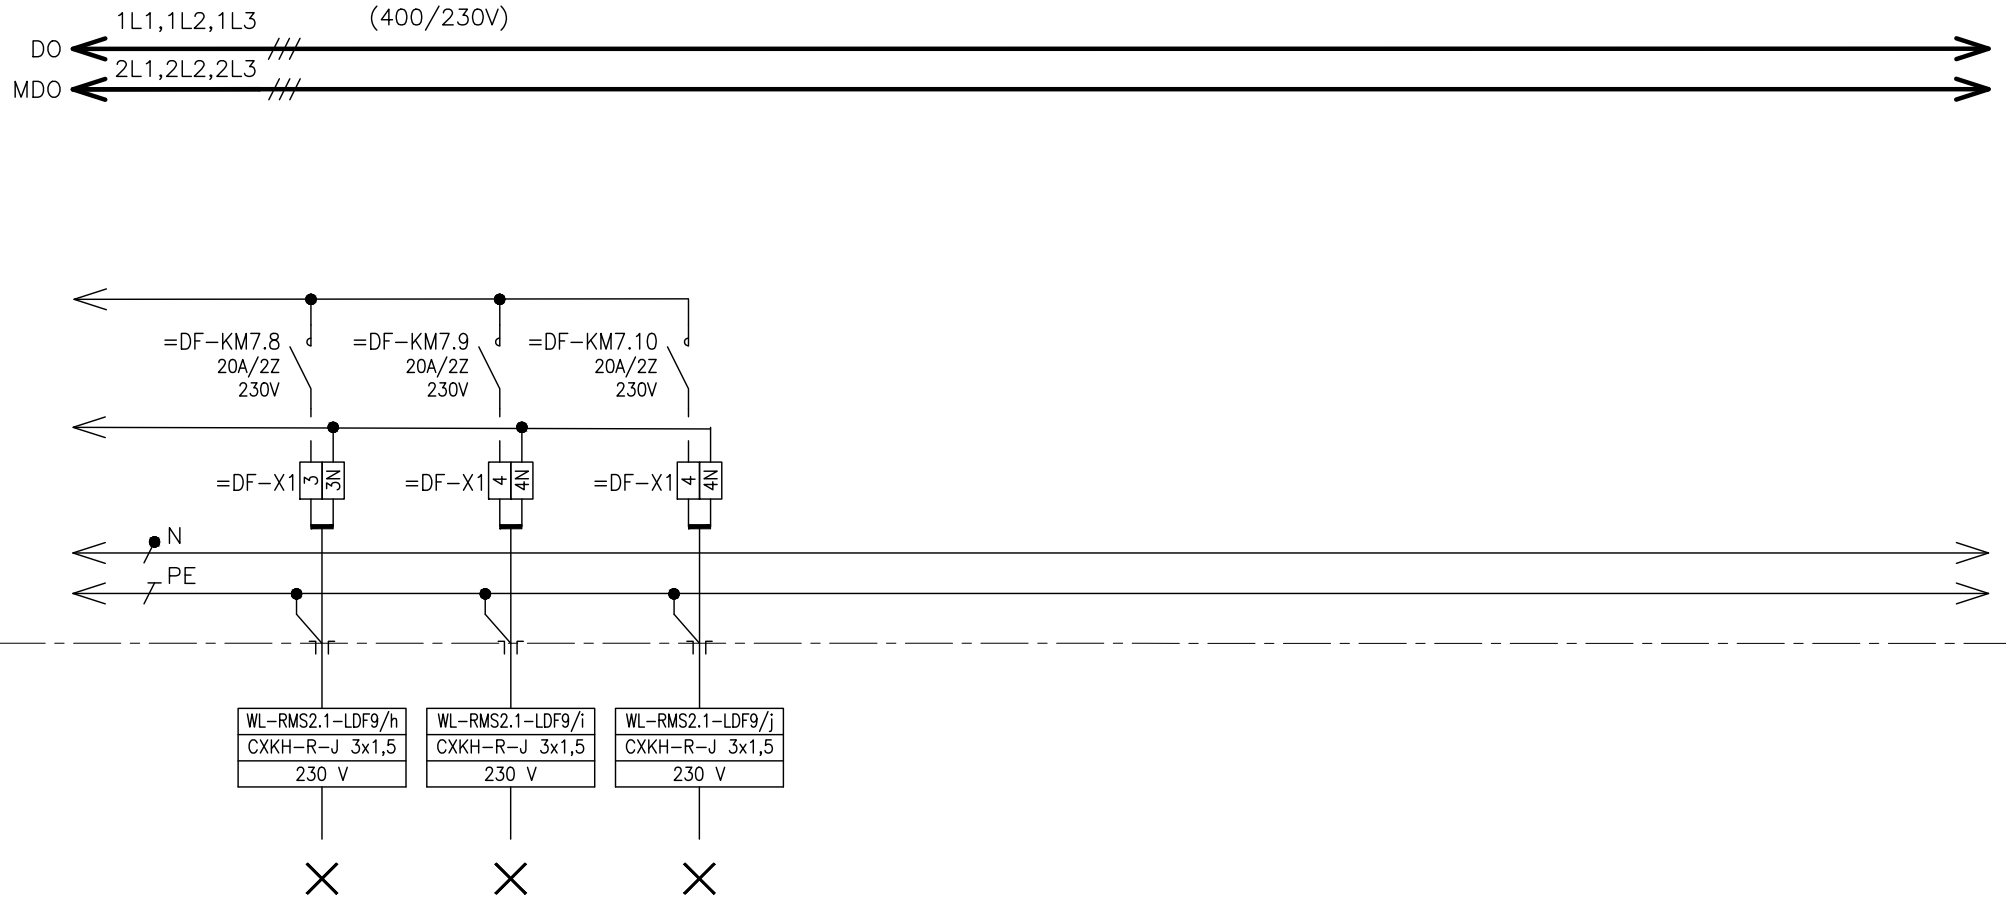 1L1,1L2,1L3
(400/230V)
DO
2L1,2L2,2L3
MDO
=DF-KM7.8
20A/2Z
230V
=DF-KM7.9
20A/2Z
230V
=DF-KM7.10
20A/2Z
230V
=DF-X1
3
3N
=DF-X1
4
4N
=DF-X1
4
4N
N
PE
WL-RMS2.1-LDF9/h
CXKH-R-J 3x1,5
230 V
WL-RMS2.1-LDF9/i
CXKH-R-J 3x1,5
230 V
WL-RMS2.1-LDF9/j
CXKH-R-J 3x1,5
230 V